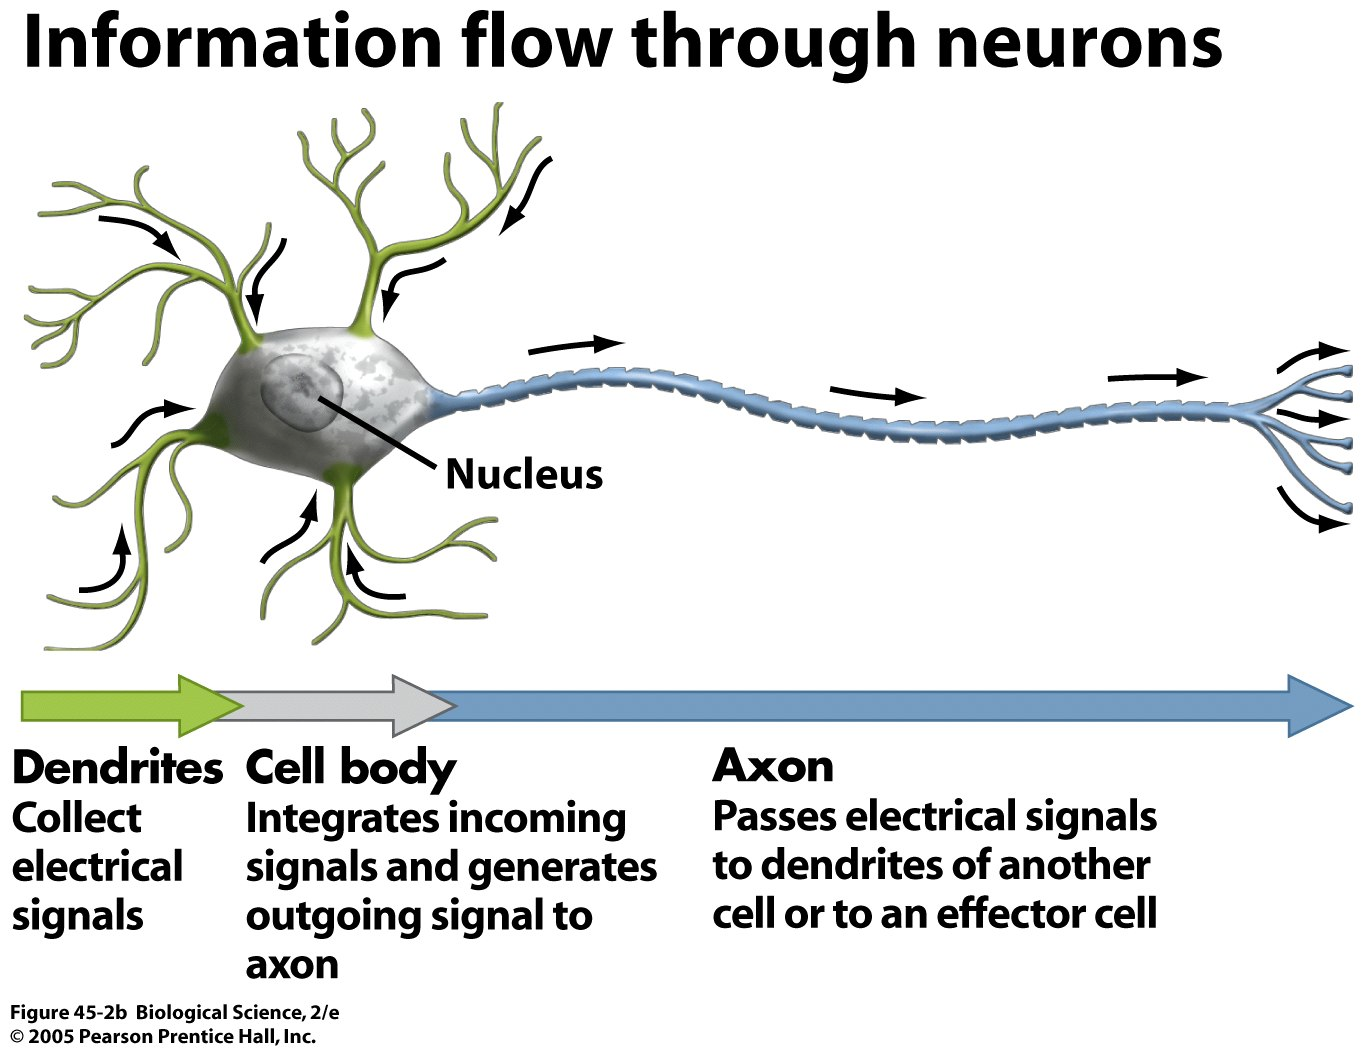 Information flow through neurons
Nucleus
Dendrites
Collect
electrical
signals
Cell body
Integrates incoming
signals and generates
outgoing signal to
axon
Axon
Passes electrical signals
to dendrites of another
cell or to an effector cell
Figure 45-2b Biological Science, 2/e
© 2005 Pearson Prentice Hall, Inc.